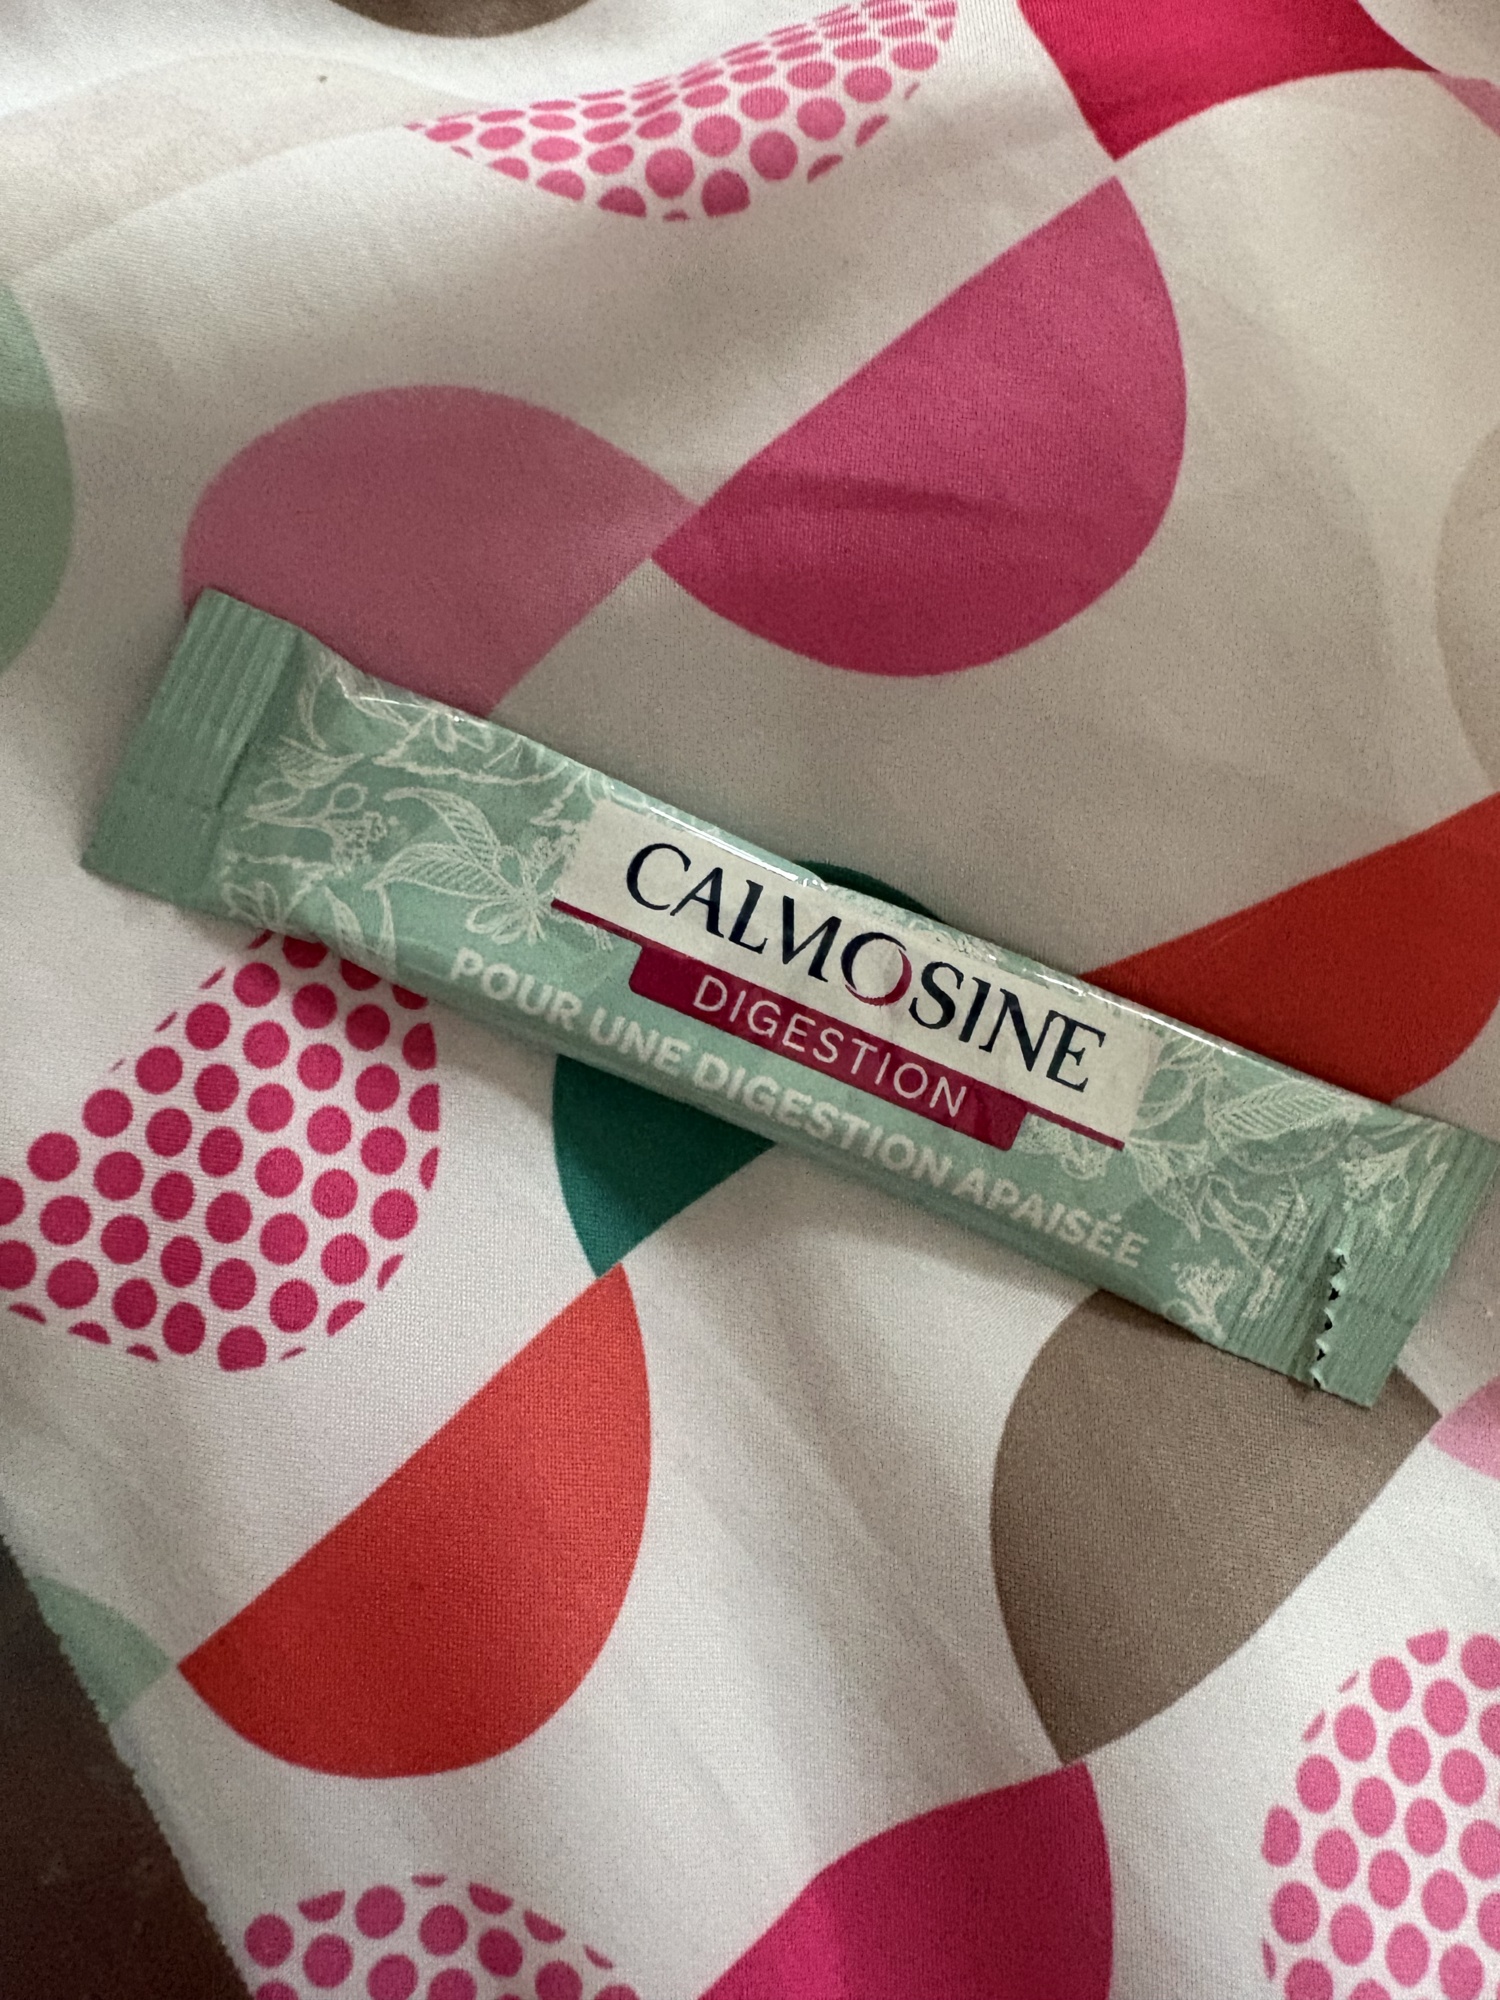 CALMOSINE
DIGESTION
POUR UNE DIGESTION APAISÉE